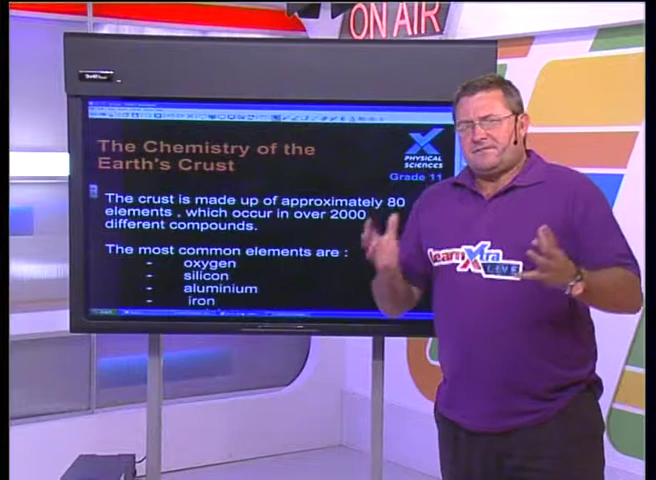 ON AIR
The Chemistry of the
Earth's Crust
X
PHYSICAL
SCIENCES
Grade 11
The crust is made up of approximately 80
elements , which occur in over 2000
different compounds.
The most common elements are :
- oxygen
- silicon
- aluminium
- iron
Learn Xtra
LIVE